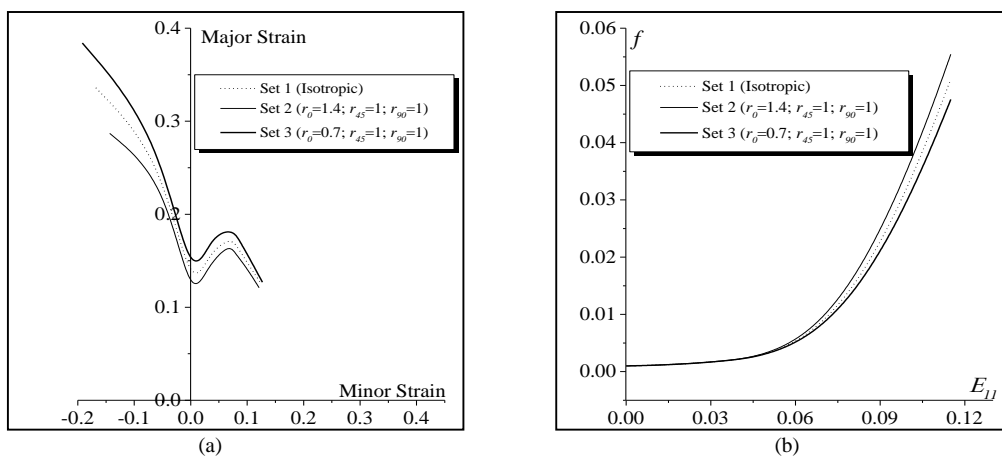 0.4
Major Strain
Set 1 (Isotropic)
Set 2 (r0=1.4; r45=1; r90=1)
Set 3 (r0=0.7; r45=1; r90=1)
0.3
0.2
0.1
0.0
Minor Strain
-0.2 -0.1 0.0 0.1 0.2 0.3 0.4
(a)
0.06
f
Set 1 (Isotropic)
Set 2 (r0=1.4; r45=1; r90=1)
Set 3 (r0=0.7; r45=1; r90=1)
0.05
0.04
0.03
0.02
0.01
0.00
E11
0.00 0.03 0.06 0.09 0.12
(b)